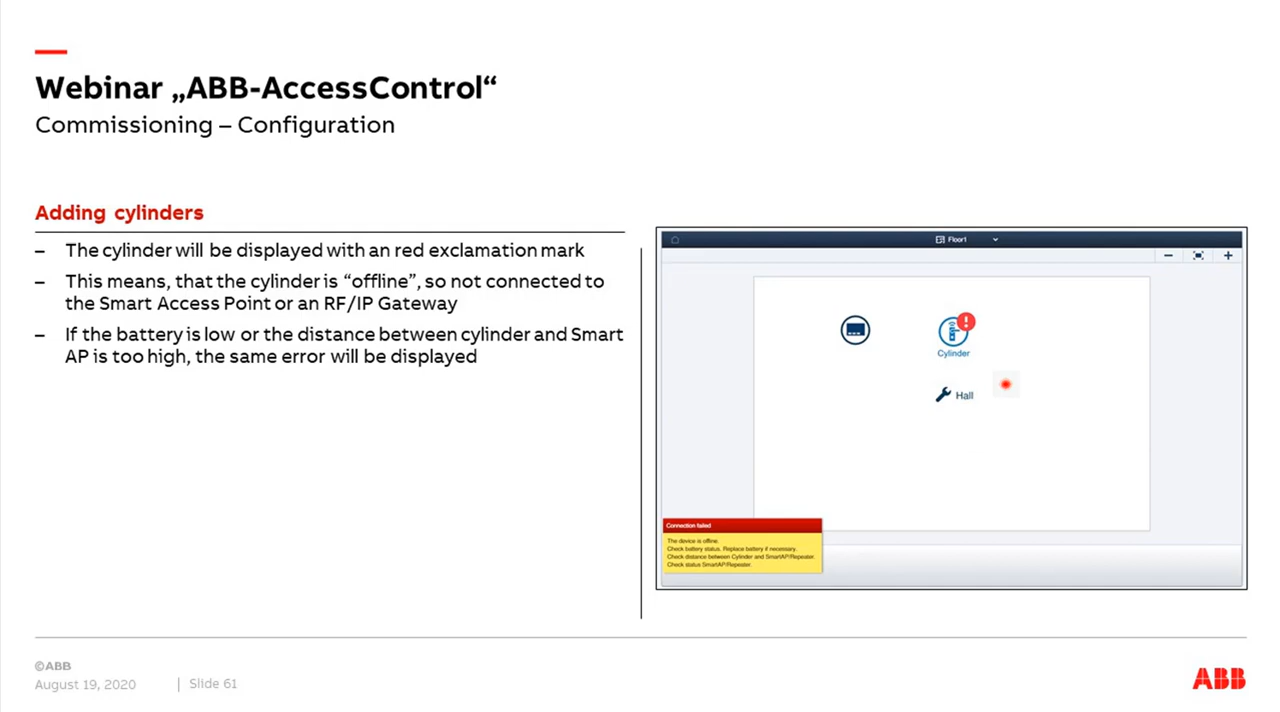 Webinar „ABB-AccessControl“
Commissioning – Configuration
Adding cylinders
– The cylinder will be displayed with an red exclamation mark
– This means, that the cylinder is “offline”, so not connected to
the Smart Access Point or an RF/IP Gateway
– If the battery is low or the distance between cylinder and Smart
AP is too high, the same error will be displayed
Floor1
Cylinder
Hall
Connection failed
The device is offline.
Check battery status. Replace battery if necessary.
Check distance between Cylinder and SmartAP/Repeater.
Check status SmartAP/Repeater.
©ABB
August 19, 2020 | Slide 61
ABB